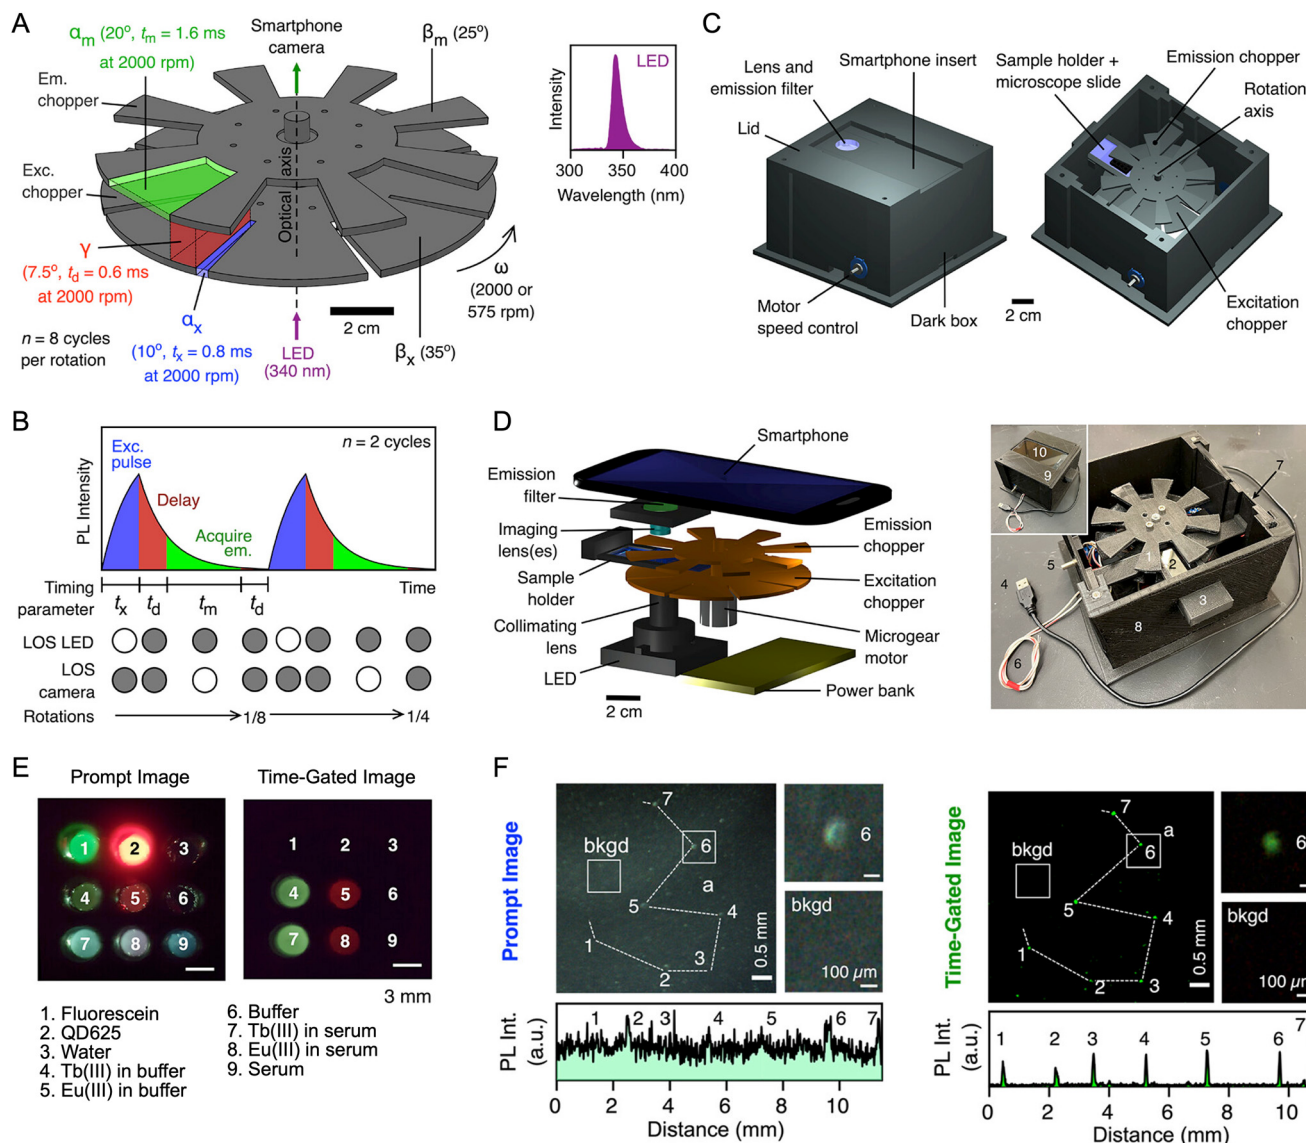 A
αm (20°, tm = 1.6 ms
at 2000 rpm)
Smartphone
camera
βm (25°)
Em.
chopper
Exc.
chopper
Optical axis
γ
(7.5°, td = 0.6 ms
at 2000 rpm)
αx
(10°, tx = 0.8 ms
at 2000 rpm)
n = 8 cycles
per rotation
LED
(340 nm)
2 cm
βx (35°)
ω
(2000 or
575 rpm)
LED
Intensity
300 350 400
Wavelength (nm)
C
Lens and
emission filter
Smartphone insert
Lid
Motor
speed control
Dark box
Sample holder +
microscope slide
Emission chopper
Rotation
axis
Excitation
chopper
2 cm
B
n = 2 cycles
Exc.
pulse
Delay
Acquire
em.
PL Intensity
Time
Timing
parameter
tx td tm td
LOS LED
LOS
camera
Rotations 1/8 1/4
D
Smartphone
Emission
filter
Imaging
lens(es)
Sample
holder
Collimating
lens
LED
Emission
chopper
Excitation
chopper
Microgear
motor
Power bank
2 cm
10
9
7
1
2
5
4
3
8
6
E
Prompt Image
Time-Gated Image
1 2 3
4 5 6
7 8 9
1 2 3
4 5 6
7 8 9
3 mm
1. Fluorescein
2. QD625
3. Water
4. Tb(III) in buffer
5. Eu(III) in buffer
6. Buffer
7. Tb(III) in serum
8. Eu(III) in serum
9. Serum
F
Prompt Image
7
bkgd
6
a
5
4
1
3
2
0.5 mm
6
bkgd
100 µm
PL Int.
(a.u.)
1 2 3 4 5 6 7
0 2 4 6 8 10
Distance (mm)
Time-Gated Image
7
a
bkgd
6
5
4
1
2
3
0.5 mm
6
bkgd
100 µm
PL Int.
(a.u.)
1 2 3 4 5 6 7
0 2 4 6 8 10
Distance (mm)